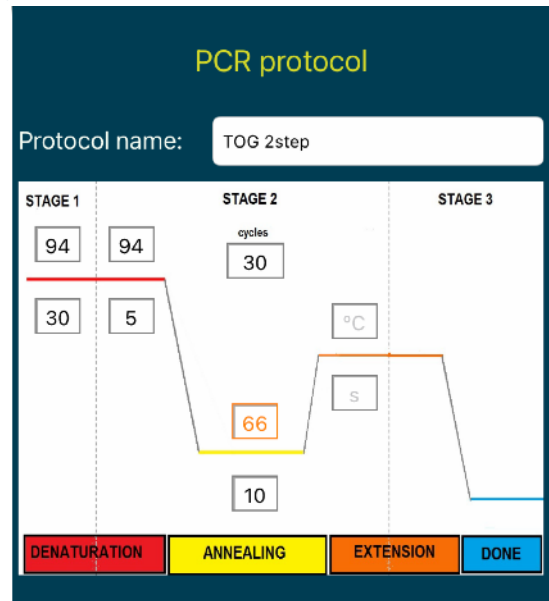 PCR protocol
Protocol name: TOG 2step
STAGE 1 STAGE 2 STAGE 3
cycles
94 94 30
30 5 °C
s
66
10
DENATURATION ANNEALING EXTENSION DONE